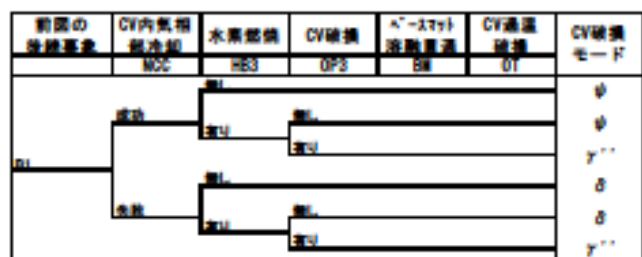 前図の CV内気相 水素燃焼 CV破損 ベースマット CV過温 CV破損
後続事象 部冷却 溶融貫通 破損 モード
NCC HB3 OP3 BM OT
無し ψ
成功 無し ψ
有り
有り γ''
無し δ
失敗 無し δ
有り
有り γ''